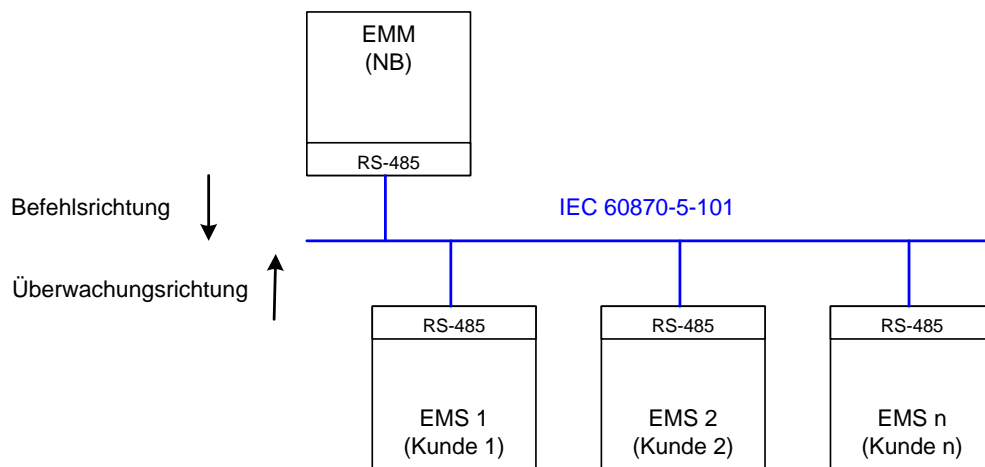 EMM
(NB)
RS-485
Befehlsrichtung
IEC 60870-5-101
Überwachungsrichtung
RS-485
RS-485
RS-485
EMS 1
(Kunde 1)
EMS 2
(Kunde 2)
EMS n
(Kunde n)